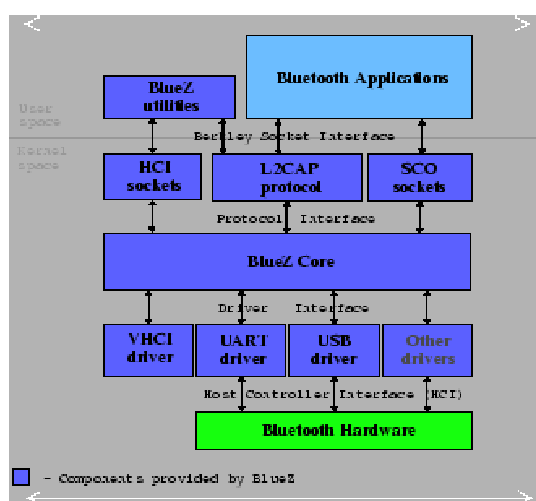 Bluetooth Applications
BlueZ
utilities
User
space
Berkley Socket Interface
Kernel
space
HCI
sockets
L2CAP
protocol
SCO
sockets
Protocol Interface
BlueZ Core
Driver Interface
VHCI
driver
UART
driver
USB
driver
Other
drivers
Host Controller Interface (HCI)
Bluetooth Hardware
- Components provided by BlueZ